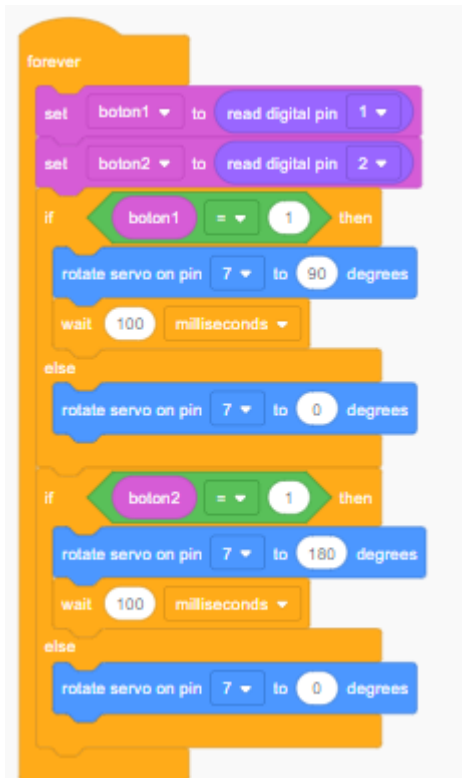 forever
set boton1 to read digital pin 1
set boton2 to read digital pin 2
if boton1 = 1 then
rotate servo on pin 7 to 90 degrees
wait 100 milliseconds
else
rotate servo on pin 7 to 0 degrees
if boton2 = 1 then
rotate servo on pin 7 to 180 degrees
wait 100 milliseconds
else
rotate servo on pin 7 to 0 degrees